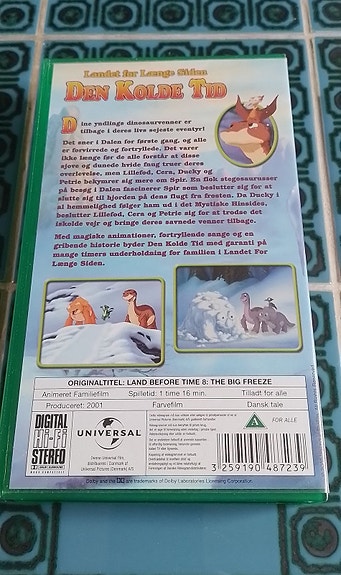 Landet for Længe Siden
DEN KOLDE TID
Dine yndlings dinosaurvenner er
tilbage i deres livs sejeste eventyr!
Det sner i Dalen for første gang, og alle
er forvirrede og fortryllede. Det varer
ikke længe før de alle forstår at disse
sjove og dunede hvide fnug truer deres
overlevelse, men Lillefod, Cera, Ducky og
Petrie bekymrer sig mere om Spir. En flok stegosaurusser
på besøg i Dalen fascinerer Spir som beslutter sig for at
slutte sig til hjorden på dens flugt fra frosten. Da Ducky i
al hemmelighed følger ham ud i det Mystiske Hinsides,
beslutter Lillefod, Cera og Petrie sig for at trodse det
iskolde vejr og bringe deres savnede venner tilbage.
Med magiske animationer, fortryllende sange og en
gribende historie byder Den Kolde Tid med garanti på
mange timers underholdning for familien i Landet For
Længe Siden.
ORIGINALTITEL: LAND BEFORE TIME 8: THE BIG FREEZE
Animeret Familiefilm Spilletid: 1 time 16 min. Tilladt for alle
Produceret: 2001 Farvefilm Dansk tale
DIGITAL
Hi-Fi
STEREO
UNIVERSAL
A
FOR ALLE
3 259190 487239
Dolby and the DD are trademarks of Dolby Laboratories Licensing Corporation.